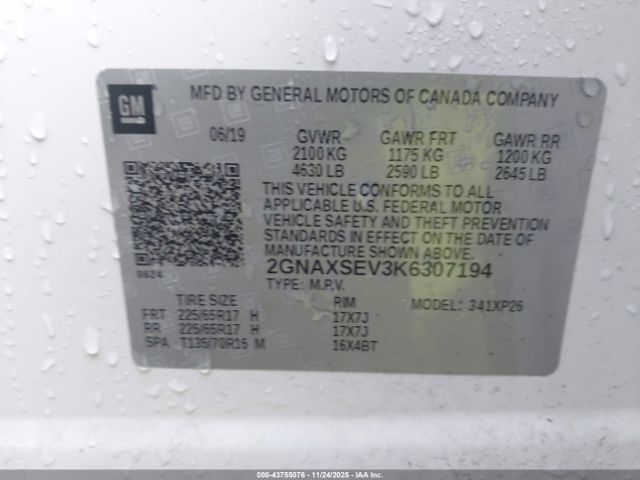 GM
MFD BY GENERAL MOTORS OF CANADA COMPANY
06/19 GVWR GAWR FRT GAWR RR
2100 KG 1175 KG 1200 KG
4630 LB 2590 LB 2645 LB
THIS VEHICLE CONFORMS TO ALL
APPLICABLE U.S. FEDERAL MOTOR
VEHICLE SAFETY AND THEFT PREVENTION
STANDARDS IN EFFECT ON THE DATE OF
MANUFACTURE SHOWN ABOVE.
0624 2GNAXSEV3K6307194
TYPE: M.P.V.
TIRE SIZE RIM MODEL: 341XP26
FRT 225/65R17 H 17X7J
RR 225/65R17 H 17X7J
SPA T135/70R16 M 16X4BT
000-43755076 - 11/24/2025 - IAA Inc.